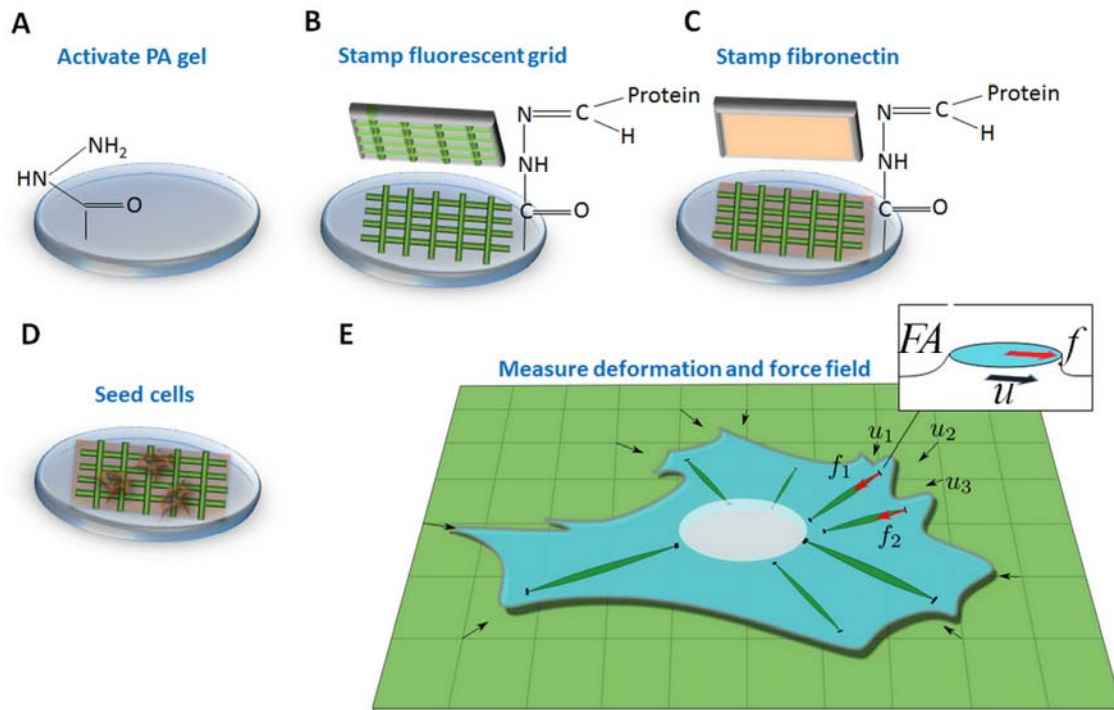 A
Activate PA gel
NH₂
HN
O
B
Stamp fluorescent grid
Protein
N
C
H
NH
C
O
C
Stamp fibronectin
Protein
N
C
H
NH
C
O
D
Seed cells
E
Measure deformation and force field
FA
f
u
u₁
u₂
u₃
f₁
f₂